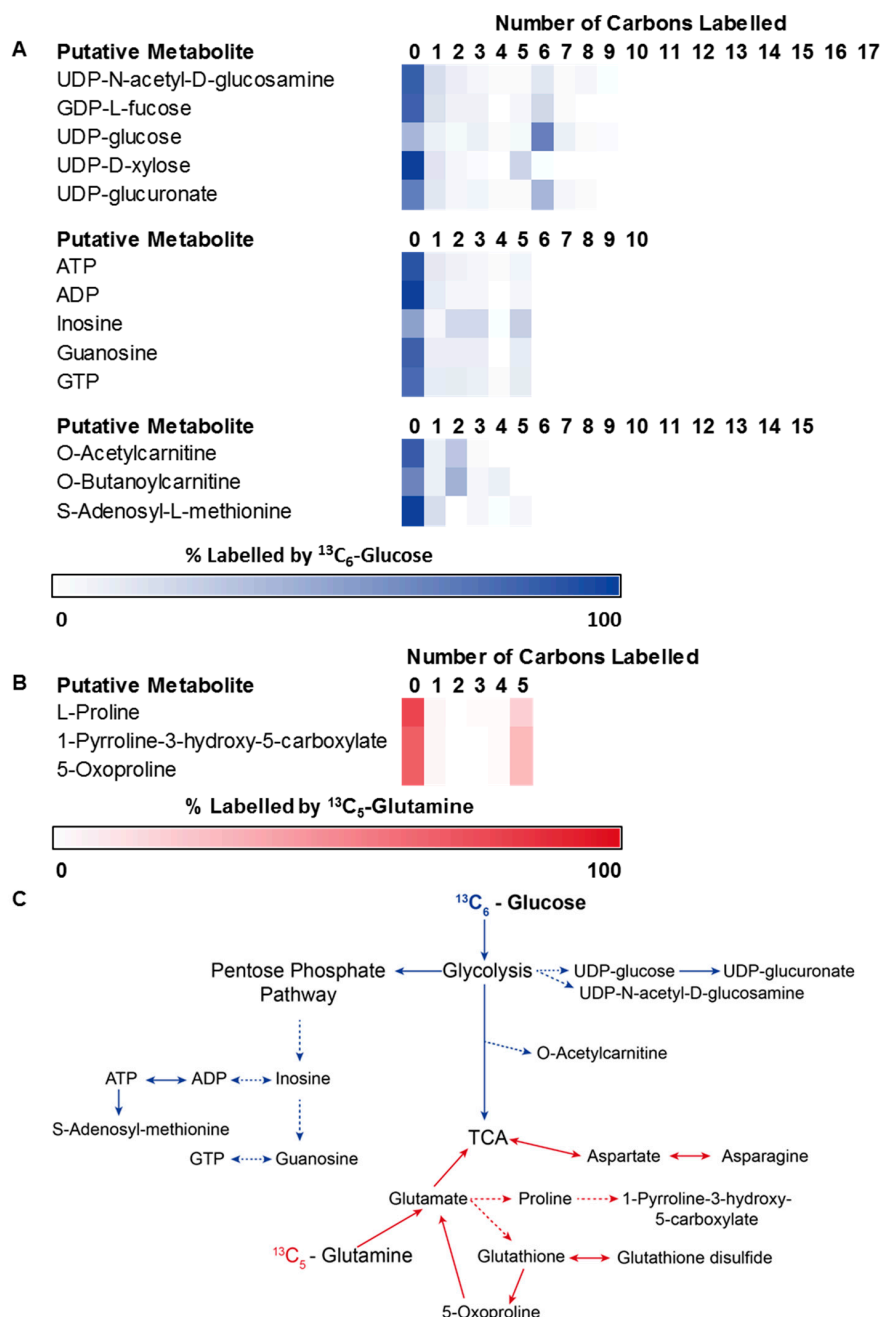 Number of Carbons Labelled
A Putative Metabolite 0 1 2 3 4 5 6 7 8 9 10 11 12 13 14 15 16 17
UDP-N-acetyl-D-glucosamine
GDP-L-fucose
UDP-glucose
UDP-D-xylose
UDP-glucuronate
Putative Metabolite 0 1 2 3 4 5 6 7 8 9 10
ATP
ADP
Inosine
Guanosine
GTP
Putative Metabolite 0 1 2 3 4 5 6 7 8 9 10 11 12 13 14 15
O-Acetylcarnitine
O-Butanoylcarnitine
S-Adenosyl-L-methionine
% Labelled by ¹³C₆-Glucose
0 100
Number of Carbons Labelled
B Putative Metabolite 0 1 2 3 4 5
L-Proline
1-Pyrroline-3-hydroxy-5-carboxylate
5-Oxoproline
% Labelled by ¹³C₅-Glutamine
0 100
C
¹³C₆ - Glucose
Pentose Phosphate
Pathway
Glycolysis
UDP-glucose
UDP-glucuronate
UDP-N-acetyl-D-glucosamine
O-Acetylcarnitine
ATP
ADP
Inosine
S-Adenosyl-methionine
GTP
Guanosine
TCA
Aspartate
Asparagine
Glutamate
Proline
1-Pyrroline-3-hydroxy-
5-carboxylate
¹³C₅ - Glutamine
Glutathione
Glutathione disulfide
5-Oxoproline